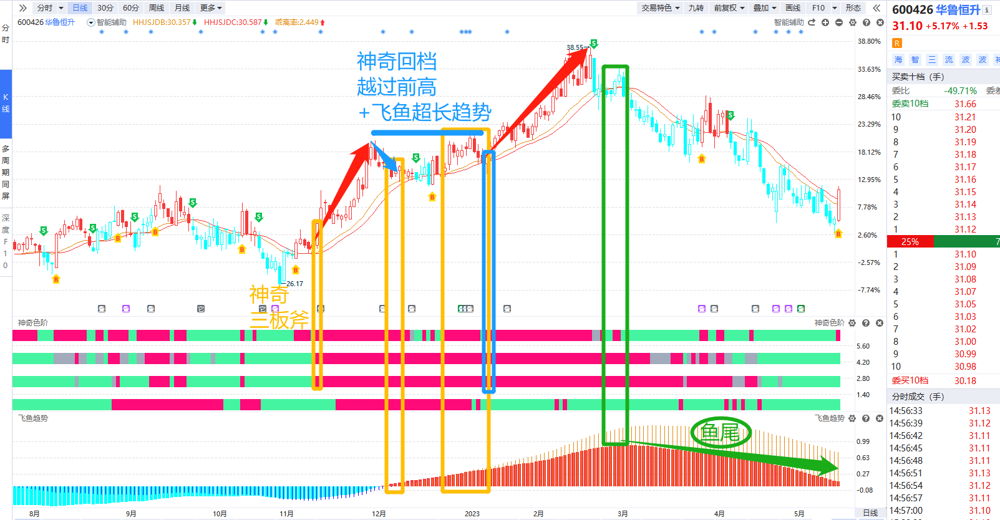 分时 日线 30分 60分 周线 月线 更多 交易特色 九转 前复权 叠加 画线 F10 形态
600426 华鲁恒升 智能辅助 HHJSJDB:30.357 HHJSJDC:30.587 乖离率:2.449 智能辅助
分时
K线
多周期同屏
深度F10
38.80%
33.63%
28.46%
23.29%
18.12%
12.95%
7.78%
2.60%
-2.57%
-7.74%
神奇回档
越过前高
+飞鱼超长趋势
38.55
26.17
神奇
三板斧
神奇色阶 神奇色阶
5.60
4.20
2.80
1.40
飞鱼趋势 飞鱼趋势
鱼尾
0.99
0.63
0.27
-0.08
8月 9月 10月 11月 12月 2023 2月 3月 4月 5月 日线
600426 华鲁恒升
31.10 +5.17% +1.53
R
海 智 三 流 波 波 神
买卖十档 (手)
委比 -49.71% 委差
委卖10档 31.66
10 31.21
9 31.20
8 31.19
7 31.18
6 31.17
5 31.16
4 31.15
3 31.14
2 31.13
1 31.12
25% 7
1 31.10
2 31.09
3 31.08
4 31.07
5 31.05
6 31.03
7 31.02
8 31.00
9 30.99
10 30.98
委买10档 30.18
分时成交 (手)
14:56:33 31.13
14:56:39 31.12
14:56:42 31.11
14:56:45 31.11
14:56:48 31.11
14:56:51 31.13
14:56:54 31.12
14:56:57 31.11
14:57:00 31.10